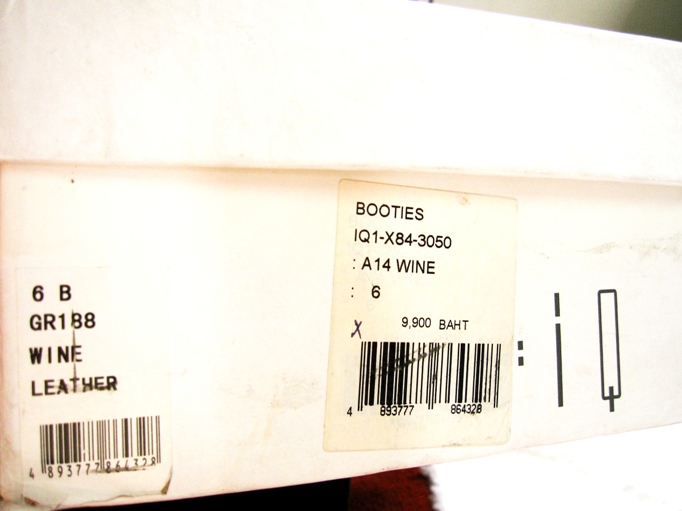 6 B
GR188
WINE
LEATHER
4 893777 864328
BOOTIES
IQ1-X84-3050
: A14 WINE
: 6
X 9,900 BAHT
4 893777 864328
: iQ